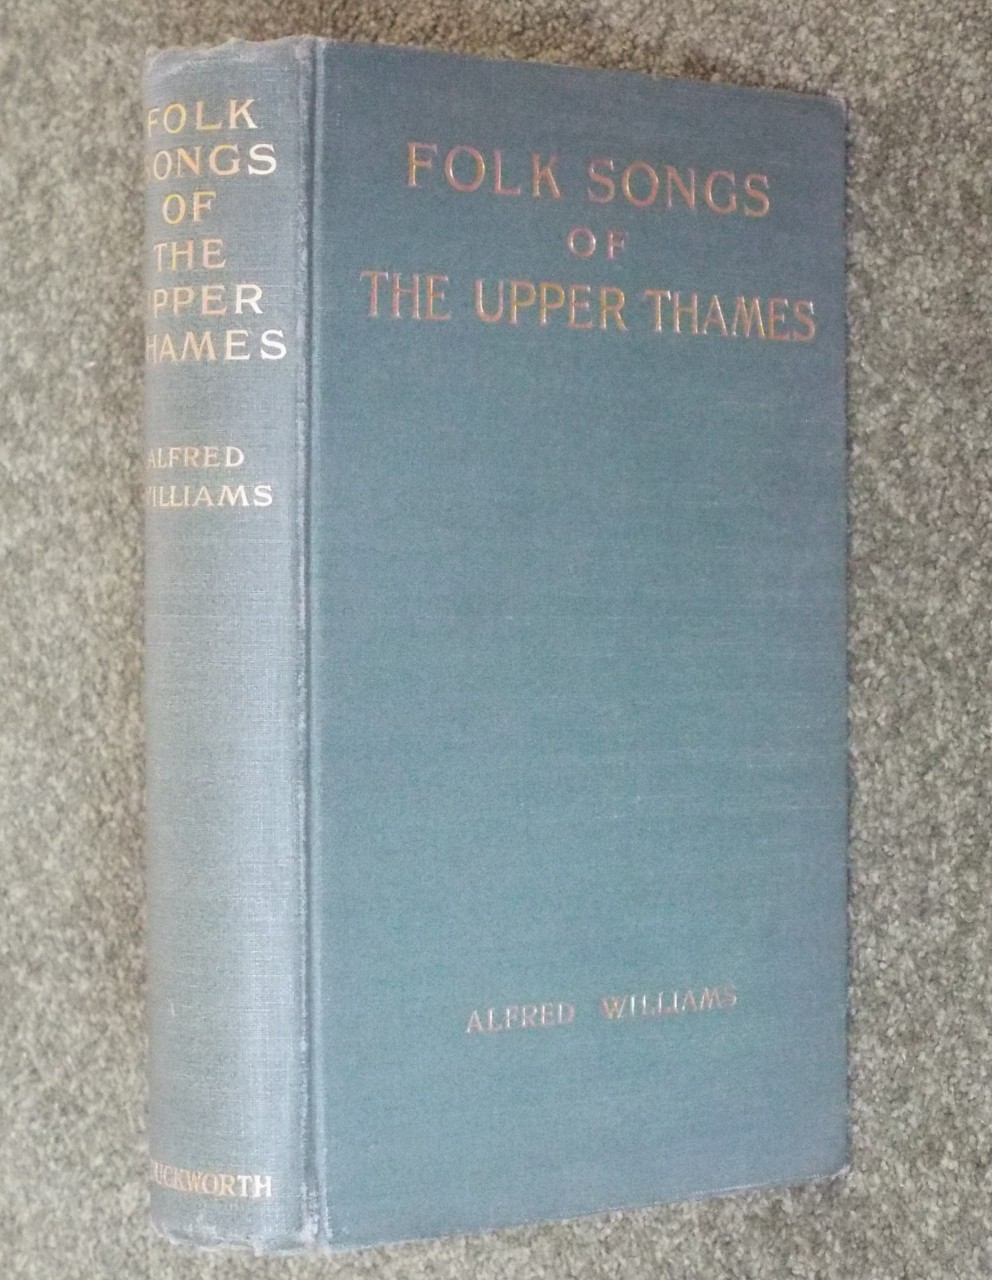 FOLK
SONGS
OF
THE
UPPER
THAMES
ALFRED
WILLIAMS
DUCKWORTH
FOLK SONGS
OF
THE UPPER THAMES
ALFRED WILLIAMS